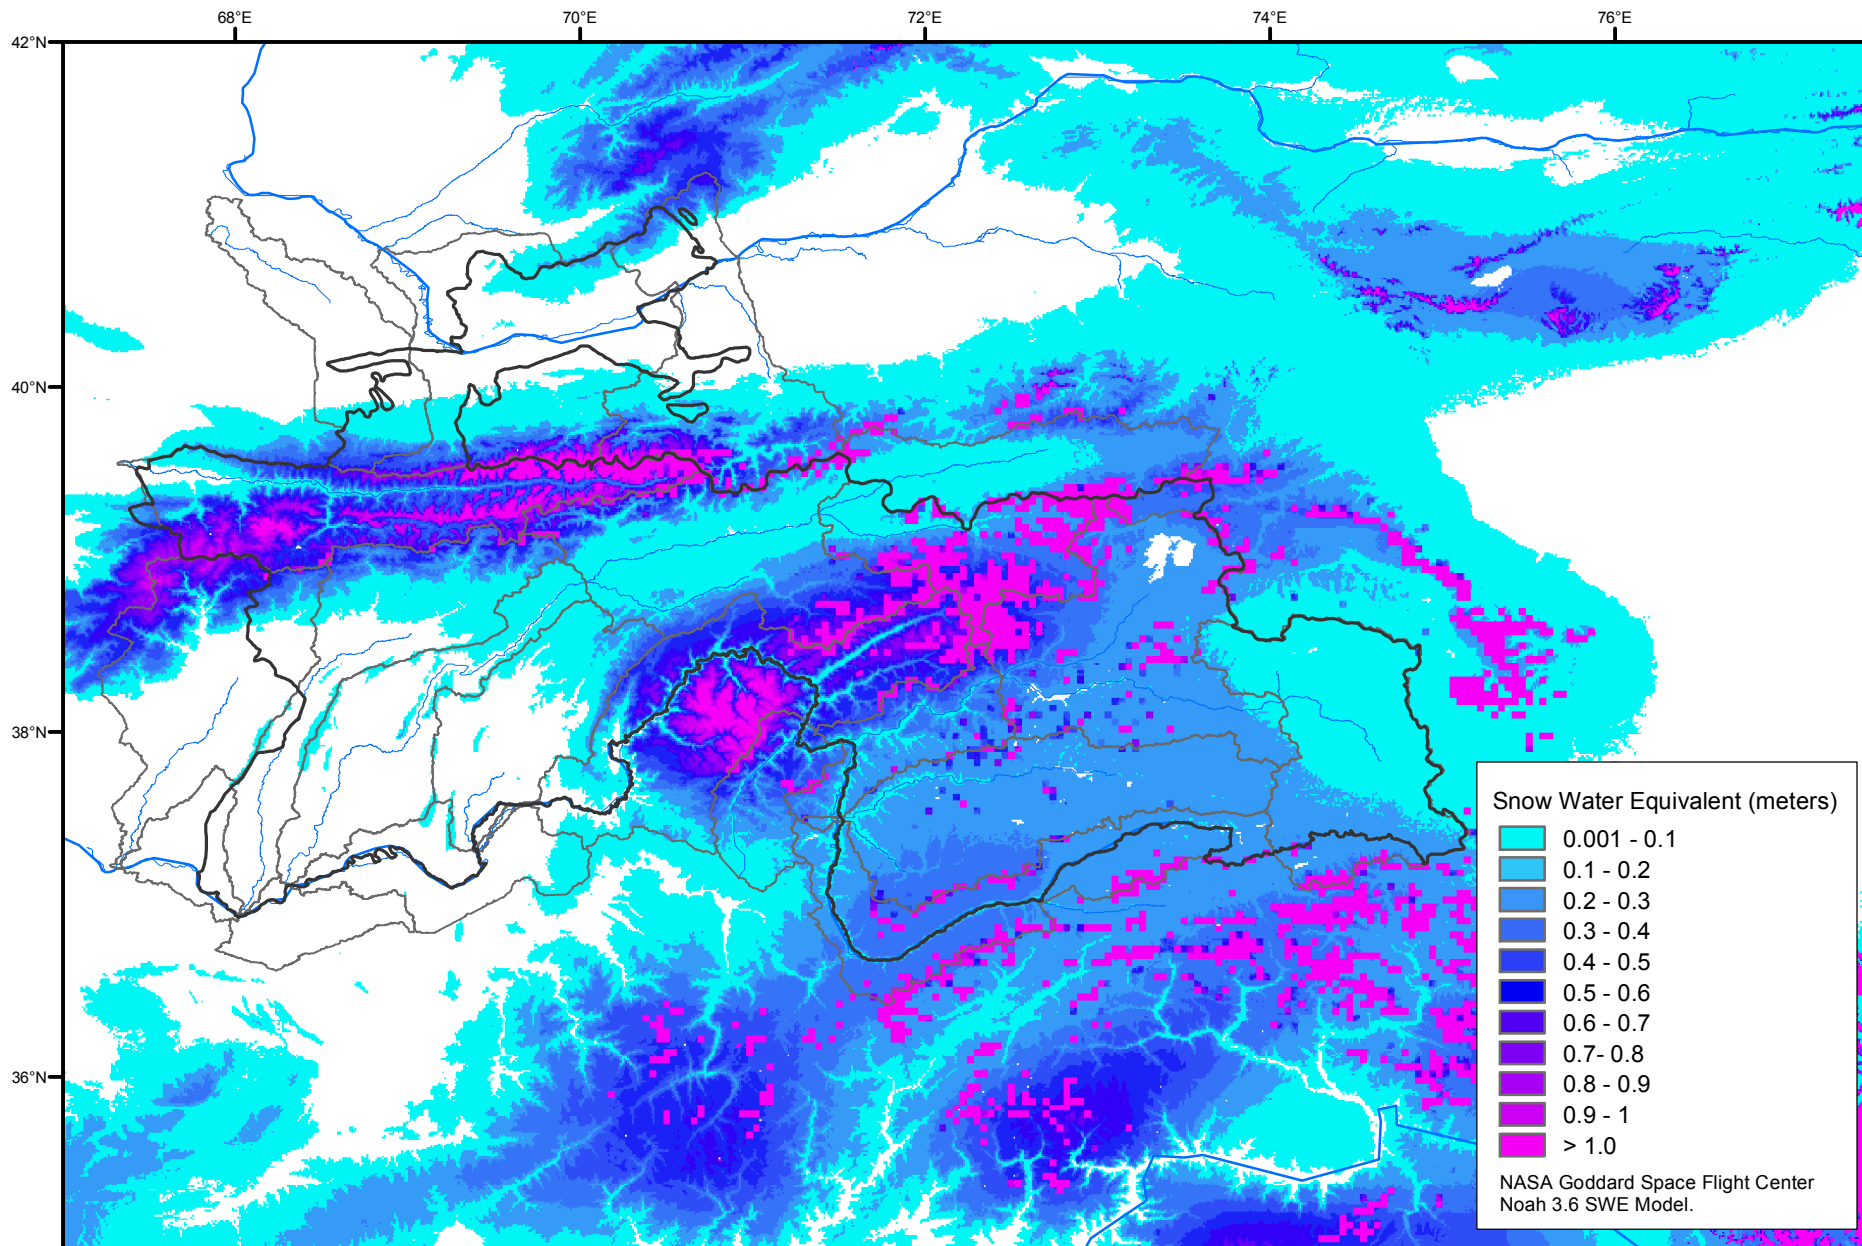 68°E 70°E 72°E 74°E 76°E
42°N
40°N
38°N
36°N
Snow Water Equivalent (meters)
0.001 - 0.1
0.1 - 0.2
0.2 - 0.3
0.3 - 0.4
0.4 - 0.5
0.5 - 0.6
0.6 - 0.7
0.7- 0.8
0.8 - 0.9
0.9 - 1
> 1.0
NASA Goddard Space Flight Center
Noah 3.6 SWE Model.